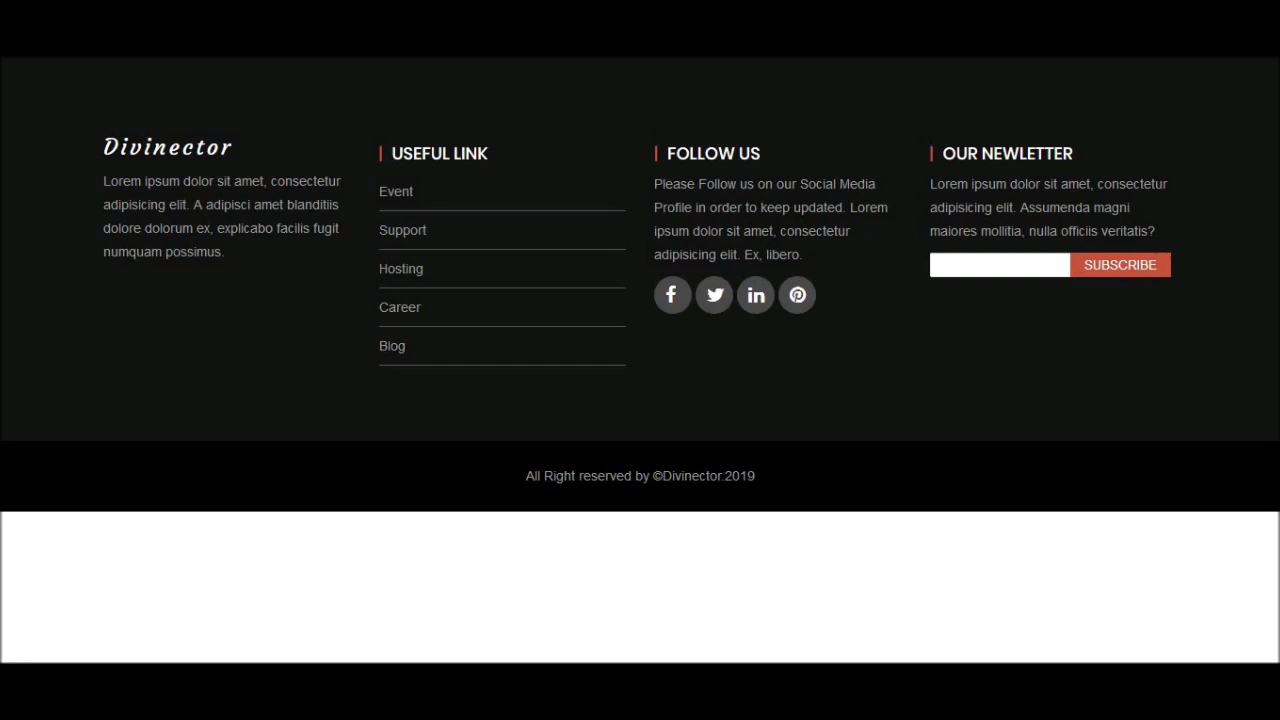 Divinector
Lorem ipsum dolor sit amet, consectetur
adipisicing elit. A adipisci amet blanditiis
dolore dolorum ex, explicabo facilis fugit
numquam possimus.
USEFUL LINK
Event
Support
Hosting
Career
Blog
FOLLOW US
Please Follow us on our Social Media
Profile in order to keep updated. Lorem
ipsum dolor sit amet, consectetur
adipisicing elit. Ex, libero.
OUR NEWLETTER
Lorem ipsum dolor sit amet, consectetur
adipisicing elit. Assumenda magni
maiores mollitia, nulla officiis veritatis?
SUBSCRIBE
All Right reserved by ©Divinector.2019